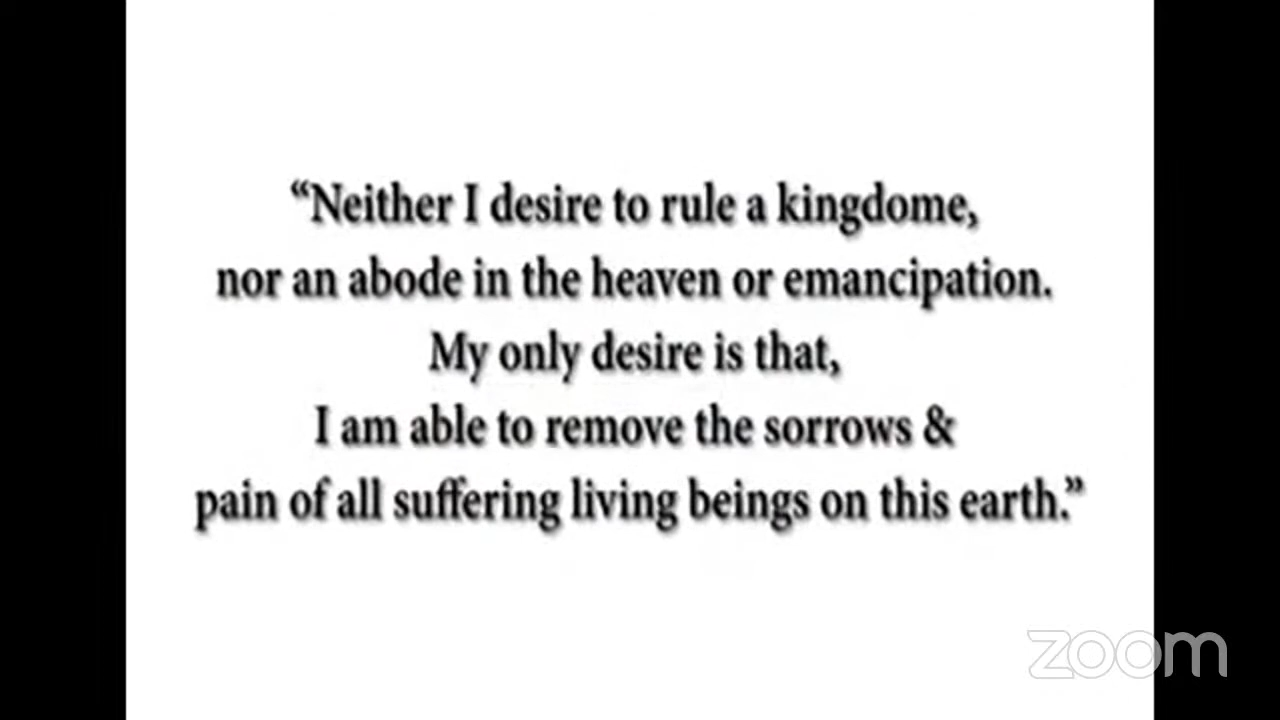 “Neither I desire to rule a kingdome,
nor an abode in the heaven or emancipation.
My only desire is that,
I am able to remove the sorrows &
pain of all suffering living beings on this earth.”
zoom